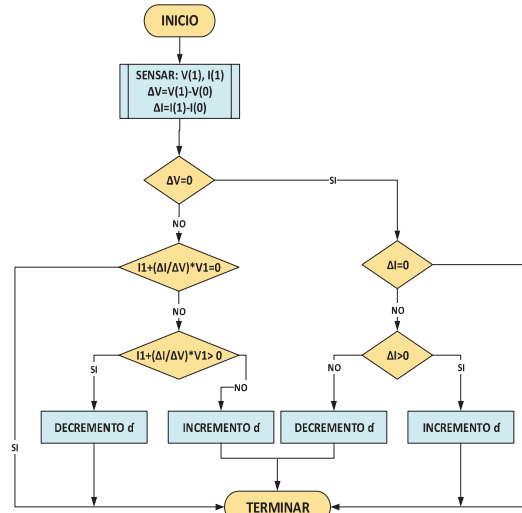 INICIO
SENSAR: V(1), I(1)
ΔV=V(1)-V(0)
ΔI=I(1)-I(0)
ΔV=0
SI
NO
I1+(ΔI/ΔV)*V1=0
ΔI=0
NO
NO
I1+(ΔI/ΔV)*V1> 0
ΔI>0
SI
NO
NO
SI
DECREMENTO d
INCREMENTO d
DECREMENTO d
INCREMENTO d
SI
TERMINAR